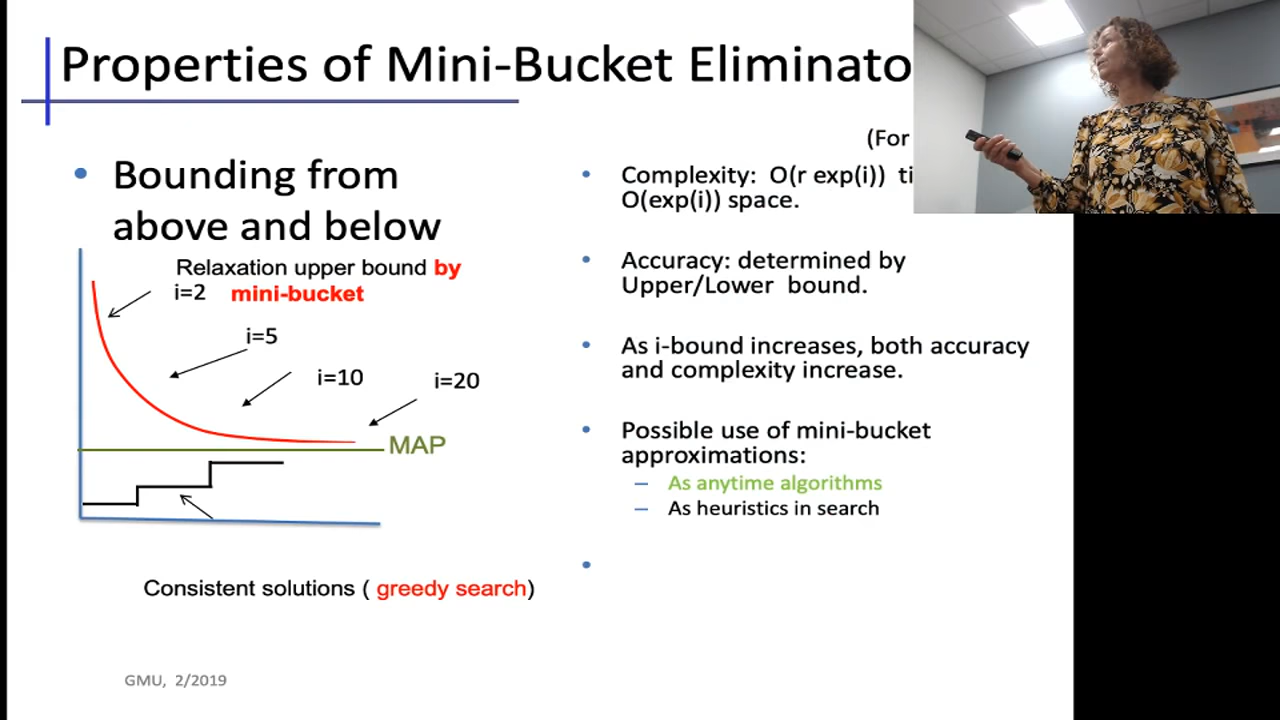 Properties of Mini-Bucket Eliminato
(For
• Bounding from
above and below
Relaxation upper bound by
i=2 mini-bucket
i=5
i=10
i=20
MAP
Consistent solutions ( greedy search)
• Complexity: O(r exp(i)) ti
O(exp(i)) space.
• Accuracy: determined by
Upper/Lower bound.
• As i-bound increases, both accuracy
and complexity increase.
• Possible use of mini-bucket
approximations:
– As anytime algorithms
– As heuristics in search
•
GMU, 2/2019